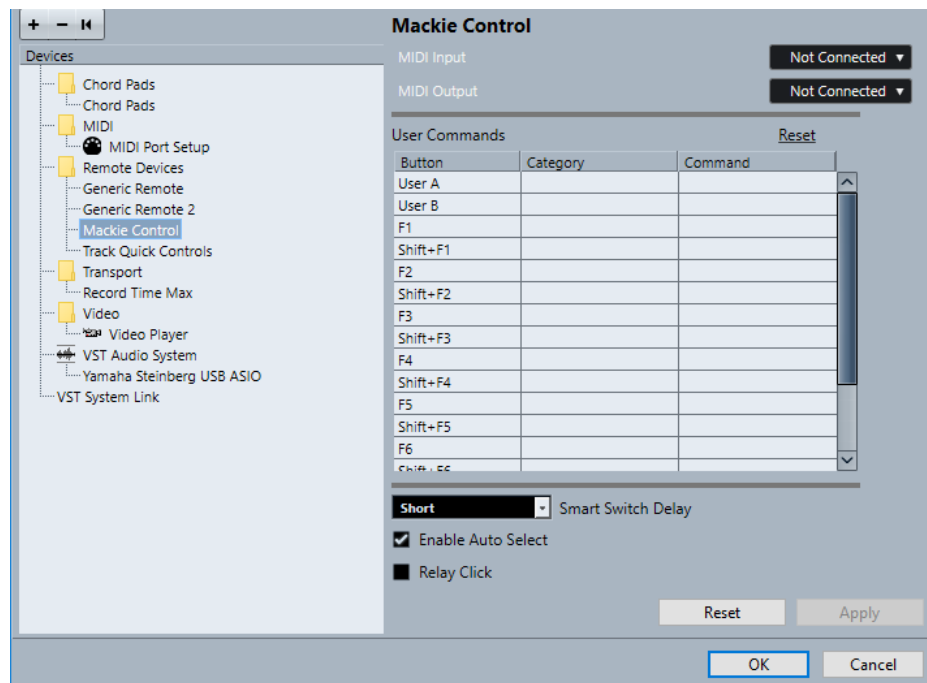 + − I◀
Devices
Chord Pads
Chord Pads
MIDI
MIDI Port Setup
Remote Devices
Generic Remote
Generic Remote 2
Mackie Control
Track Quick Controls
Transport
Record Time Max
Video
Video Player
VST Audio System
Yamaha Steinberg USB ASIO
VST System Link
Mackie Control
MIDI Input Not Connected
MIDI Output Not Connected
User Commands Reset
Button Category Command
User A
User B
F1
Shift+F1
F2
Shift+F2
F3
Shift+F3
F4
Shift+F4
F5
Shift+F5
F6
Shift+F6
Short Smart Switch Delay
Enable Auto Select
Relay Click
Reset Apply
OK Cancel